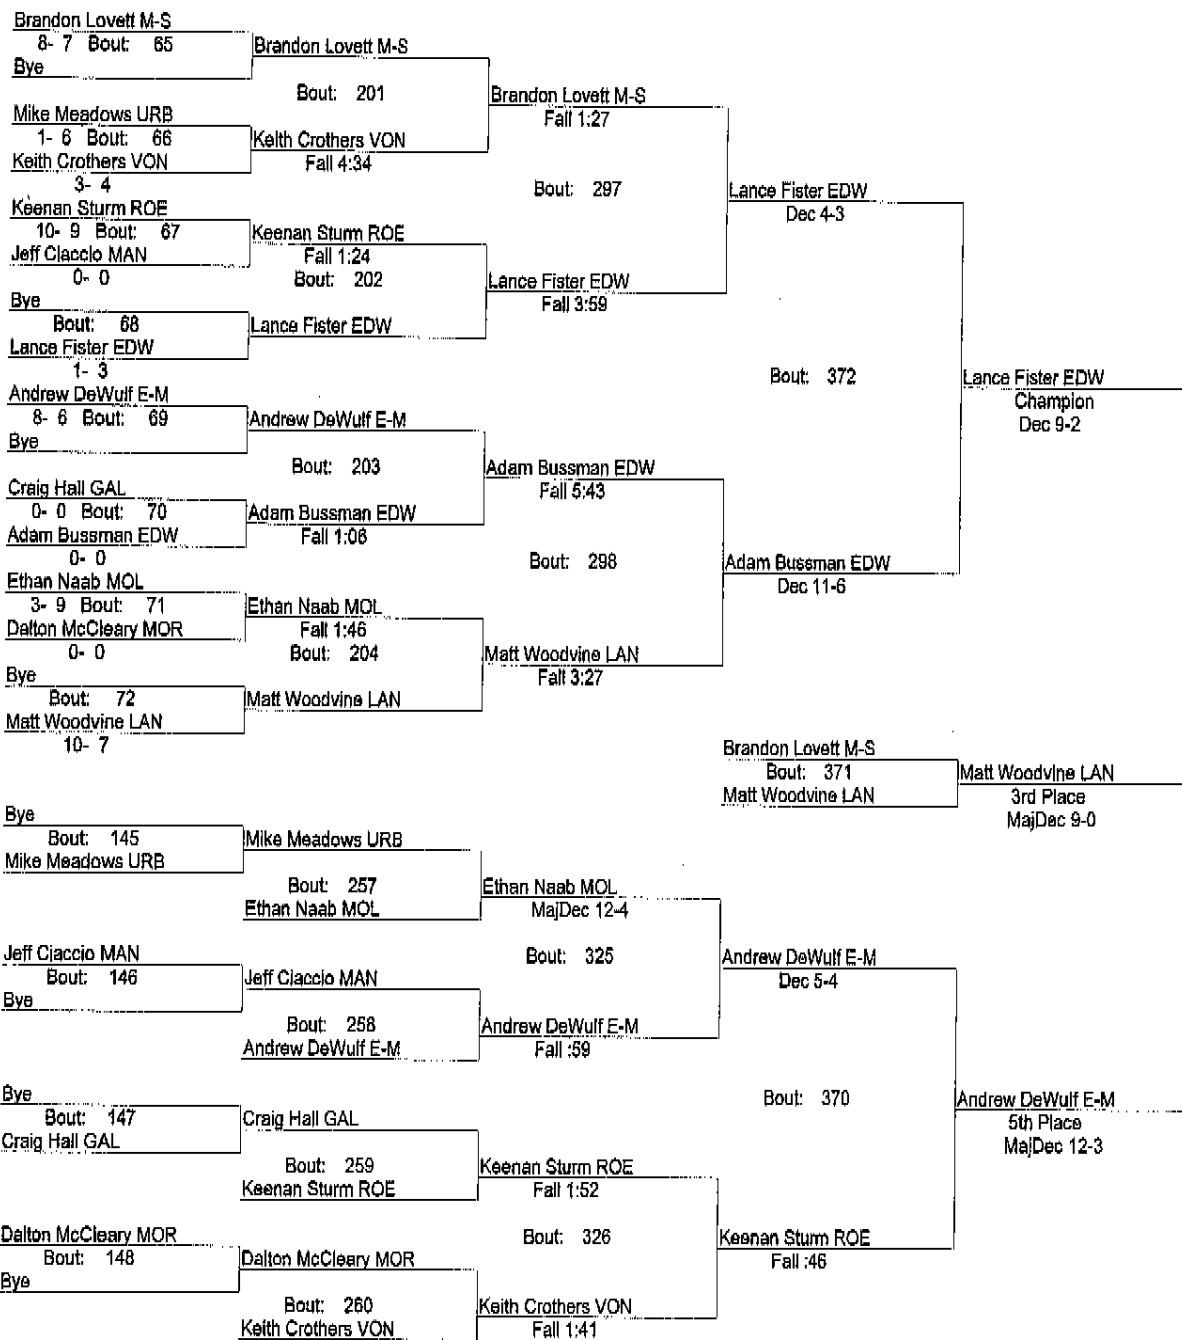 Brandon Lovett M-S
8- 7 Bout: 65
Bye
Brandon Lovett M-S
Bout: 201
Mike Meadows URB
1- 6 Bout: 66
Keith Crothers VON
3- 4
Keith Crothers VON
Fall 4:34
Brandon Lovett M-S
Fall 1:27
Bout: 297
Keenan Sturm ROE
10- 9 Bout: 67
Jeff Ciaccio MAN
0- 0
Keenan Sturm ROE
Fall 1:24
Bout: 202
Bye
Bout: 68
Lance Fister EDW
1- 3
Lance Fister EDW
Lance Fister EDW
Fall 3:59
Lance Fister EDW
Dec 4-3
Bout: 372
Lance Fister EDW
Champion
Dec 9-2
Andrew DeWulf E-M
8- 6 Bout: 69
Bye
Andrew DeWulf E-M
Bout: 203
Craig Hall GAL
0- 0 Bout: 70
Adam Bussman EDW
0- 0
Adam Bussman EDW
Fall 1:06
Adam Bussman EDW
Fall 5:43
Bout: 298
Adam Bussman EDW
Dec 11-6
Ethan Naab MOL
3- 9 Bout: 71
Dalton McCleary MOR
0- 0
Ethan Naab MOL
Fall 1:46
Bout: 204
Bye
Bout: 72
Matt Woodvine LAN
10- 7
Matt Woodvine LAN
Matt Woodvine LAN
Fall 3:27
Brandon Lovett M-S
Bout: 371
Matt Woodvine LAN
Matt Woodvine LAN
3rd Place
MajDec 9-0
Bye
Bout: 145
Mike Meadows URB
Mike Meadows URB
Bout: 257
Ethan Naab MOL
Ethan Naab MOL
MajDec 12-4
Bout: 325
Jeff Ciaccio MAN
Bout: 146
Bye
Jeff Ciaccio MAN
Bout: 258
Andrew DeWulf E-M
Andrew DeWulf E-M
Fall :59
Andrew DeWulf E-M
Dec 5-4
Bout: 370
Andrew DeWulf E-M
5th Place
MajDec 12-3
Bye
Bout: 147
Craig Hall GAL
Craig Hall GAL
Bout: 259
Keenan Sturm ROE
Keenan Sturm ROE
Fall 1:52
Bout: 326
Keenan Sturm ROE
Fall :46
Dalton McCleary MOR
Bout: 148
Bye
Dalton McCleary MOR
Bout: 260
Keith Crothers VON
Keith Crothers VON
Fall 1:41